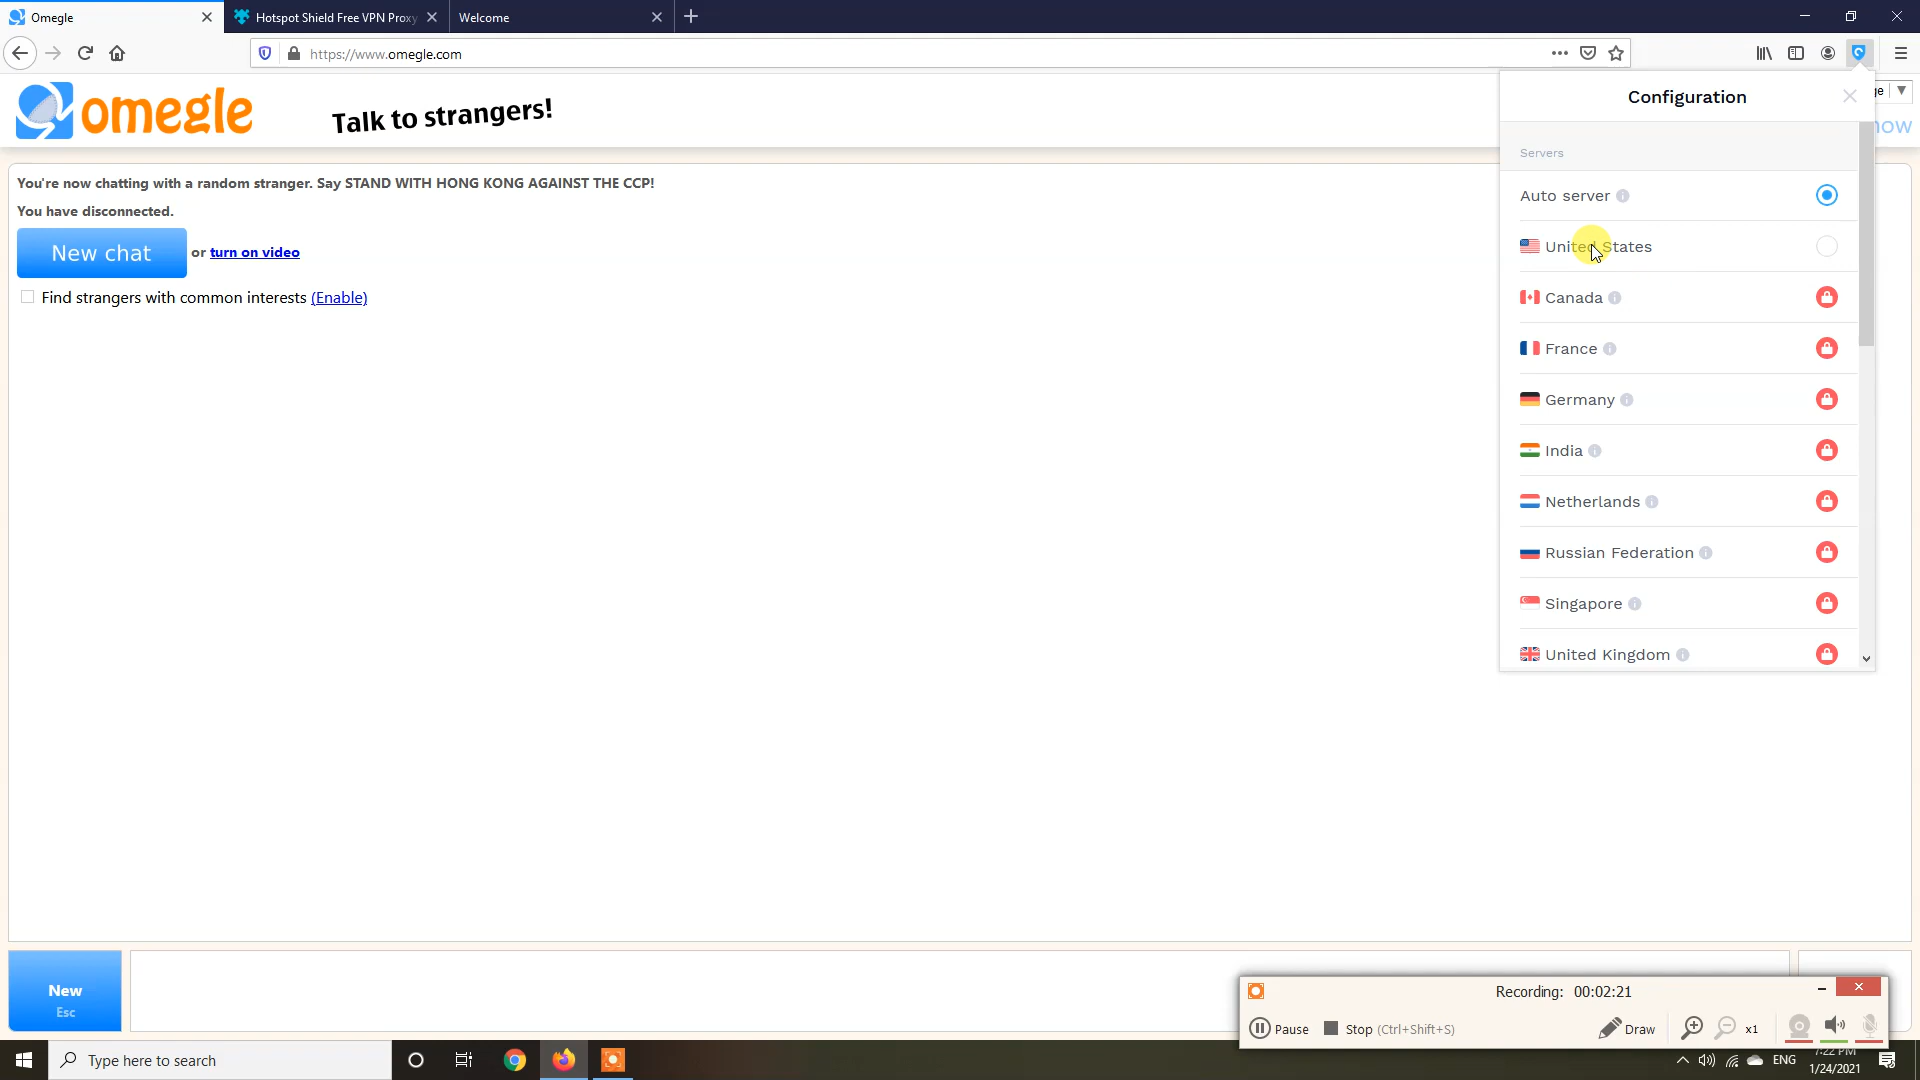 Omegle
Hotspot Shield Free VPN Proxy
Welcome
https://www.omegle.com
omegle
Talk to strangers!
Configuration
Servers
You're now chatting with a random stranger. Say STAND WITH HONG KONG AGAINST THE CCP!
You have disconnected.
New chat or turn on video
Find strangers with common interests (Enable)
Auto server
United States
Canada
France
Germany
India
Netherlands
Russian Federation
Singapore
United Kingdom
New
Esc
Recording: 00:02:21
Pause
Stop (Ctrl+Shift+S)
Draw
x1
Type here to search
ENG
7:22 PM
1/24/2021